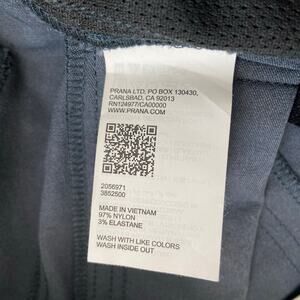 PRANA LTD, PO BOX 130430,
CARLSBAD, CA 92013
RN124977/CA00000
WWW.PRANA.COM
2056971
3852500
MADE IN VIETNAM
97% NYLON
3% ELASTANE
WASH WITH LIKE COLORS
WASH INSIDE OUT